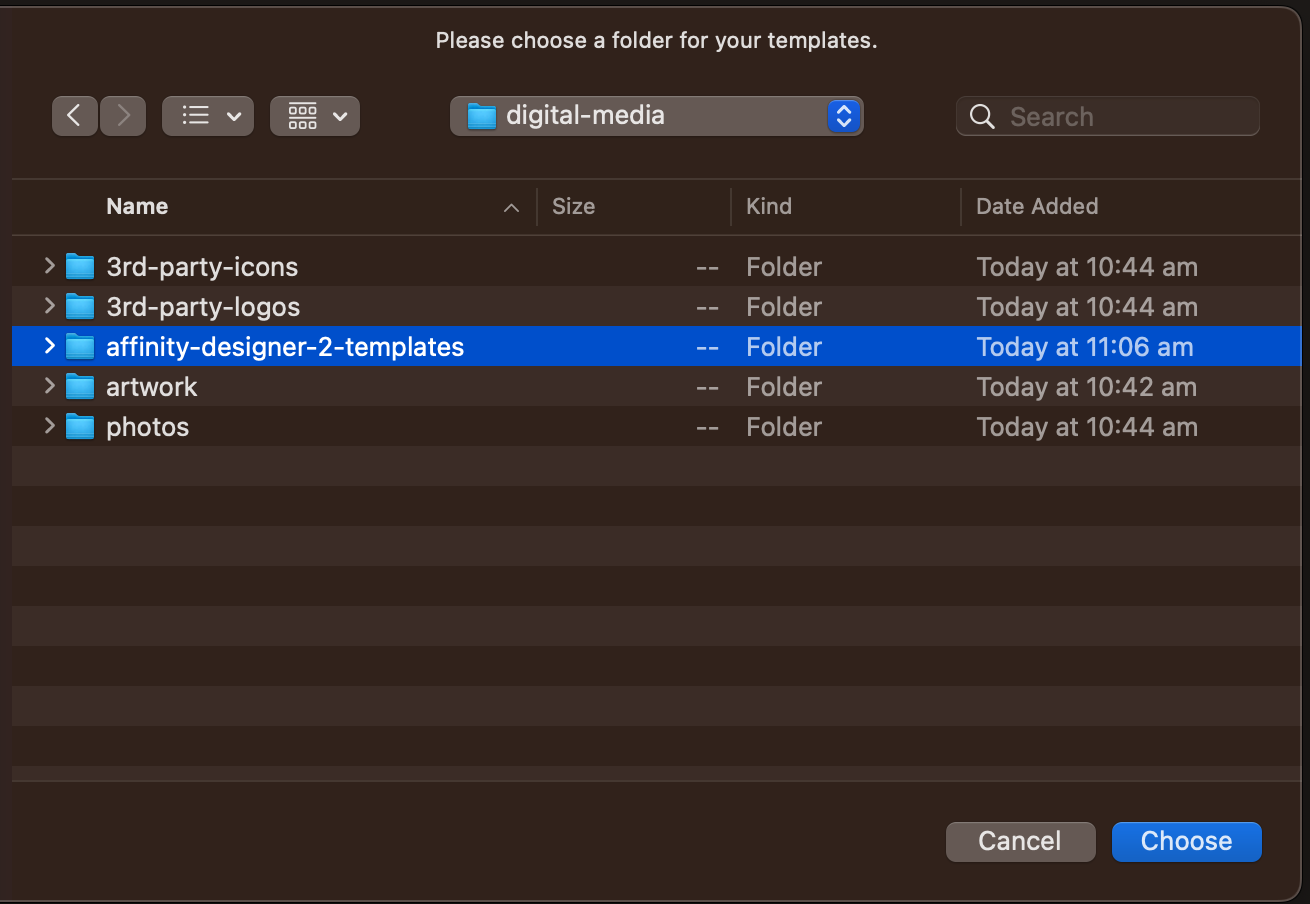 Please choose a folder for your templates.
digital-media
Search
Name Size Kind Date Added
3rd-party-icons -- Folder Today at 10:44 am
3rd-party-logos -- Folder Today at 10:44 am
affinity-designer-2-templates -- Folder Today at 11:06 am
artwork -- Folder Today at 10:42 am
photos -- Folder Today at 10:44 am
Cancel Choose